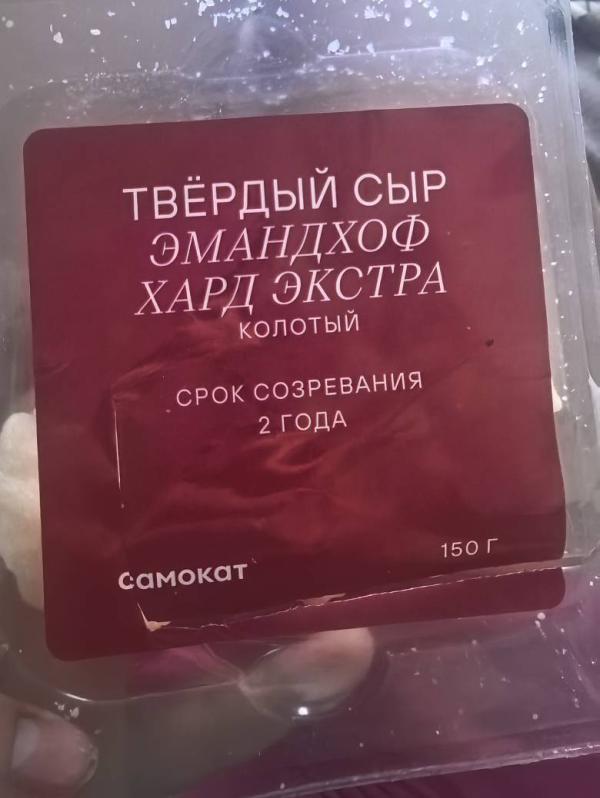 ТВЁРДЫЙ СЫР
ЭМАНДХОФ
ХАРД ЭКСТРА
КОЛОТЫЙ
СРОК СОЗРЕВАНИЯ
2 ГОДА
самокат
150 Г